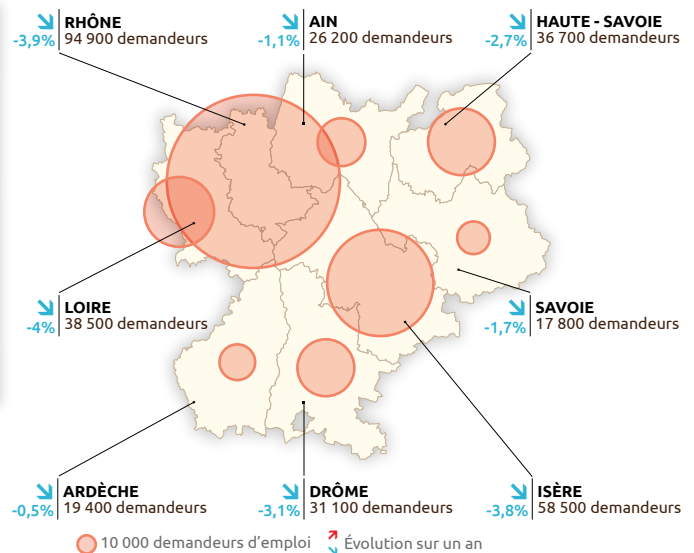 RHÔNE
-3,9% 94 900 demandeurs
AIN
-1,1% 26 200 demandeurs
HAUTE - SAVOIE
-2,7% 36 700 demandeurs
LOIRE
-4% 38 500 demandeurs
SAVOIE
-1,7% 17 800 demandeurs
ARDÈCHE
-0,5% 19 400 demandeurs
DRÔME
-3,1% 31 100 demandeurs
ISÈRE
-3,8% 58 500 demandeurs
10 000 demandeurs d'emploi
Évolution sur un an